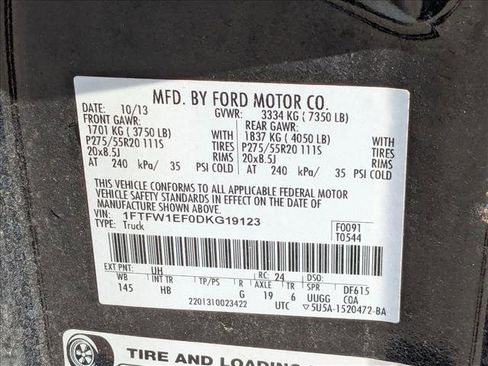 MFD. BY FORD MOTOR CO.
DATE: 10/13 GVWR: 3334 KG ( 7350 LB)
FRONT GAWR: REAR GAWR:
1701 KG ( 3750 LB) WITH 1837 KG ( 4050 LB) WITH
P275/55R20 111S TIRES P275/55R20 111S TIRES
20x8.5J RIMS 20x8.5J RIMS
AT 240 kPa/ 35 PSI COLD AT 240 kPa/ 35 PSI COLD
THIS VEHICLE CONFORMS TO ALL APPLICABLE FEDERAL MOTOR
VEHICLE SAFETY STANDARDS IN EFFECT ON THE DATE OF
MANUFACTURE SHOWN ABOVE.
VIN: 1FTFW1EF0DKG19123 F0091
TYPE: Truck T0544
EXT PNT: UH RC: 24 DSO:
WB INT TR TP/PS R AXLE TR SPR DF615
145 HB G 19 6 UUGG COA
2201310023422 UTC ▽5U5A-1520472-BA
TIRE AND LOADING